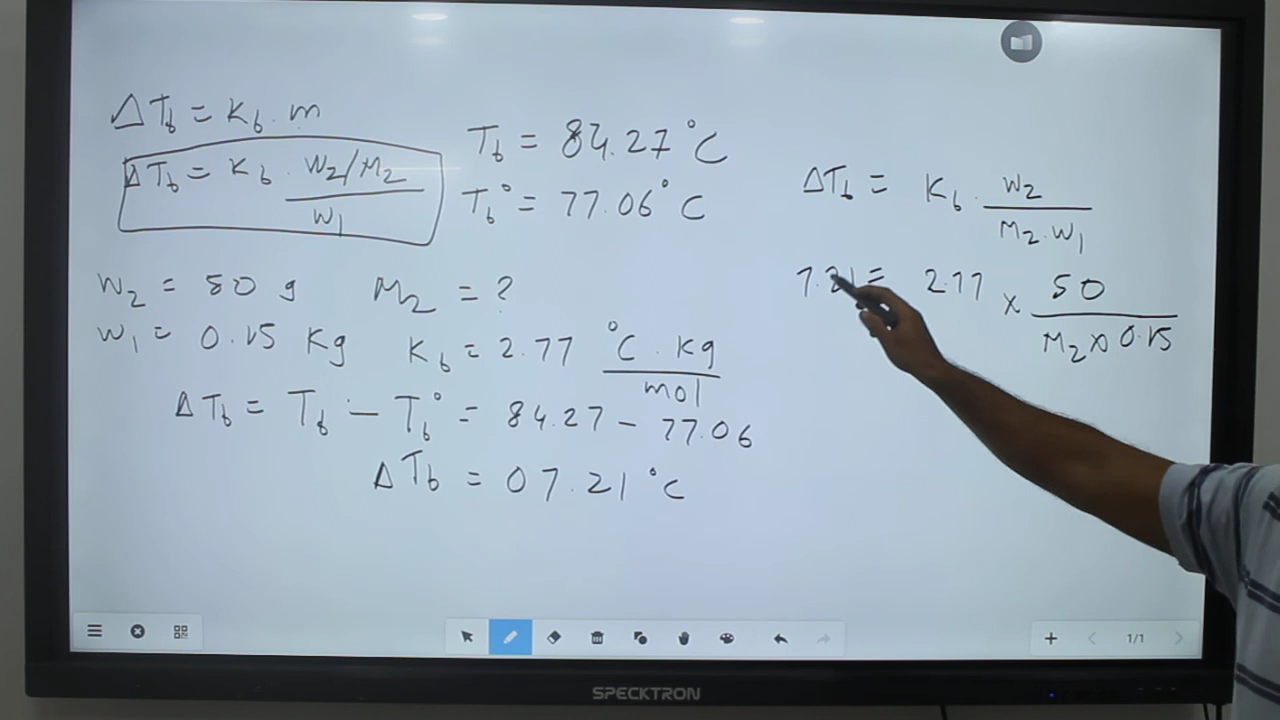 ΔT_b = K_b . m
ΔT_b = K_b . W_2/M_2 / W_1
T_b = 84.27 °C
T_b° = 77.06 °C
W_2 = 50 g
M_2 = ?
W_1 = 0.15 Kg
K_b = 2.77 °C . Kg / mol
ΔT_b = T_b - T_b° = 84.27 - 77.06
ΔT_b = 07.21 °C
ΔT_b = K_b . W_2 / M_2 . W_1
7.21 = 2.77 × 50 / M_2 × 0.15
1/1
SPECKTRON